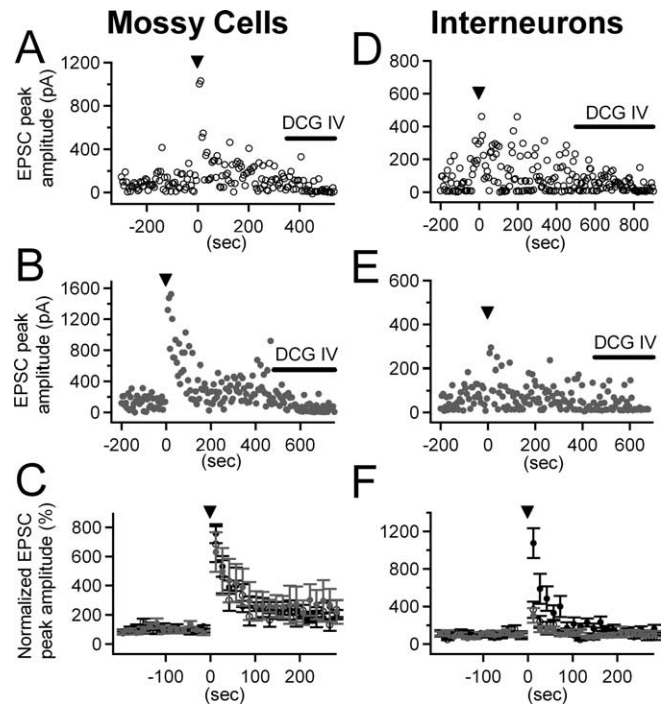 Mossy Cells
Interneurons
A
EPSC peak
amplitude (pA)
1200
800
400
0
DCG IV
-200 0 200 400
(sec)
D
800
600
400
200
0
DCG IV
-200 0 200 400 600 800
(sec)
B
EPSC peak
amplitude (pA)
1600
1200
800
400
0
DCG IV
-200 0 200 400 600
(sec)
E
600
400
200
0
DCG IV
-200 0 200 400 600
(sec)
C
Normalized EPSC
peak amplitude (%)
800
600
400
200
0
-100 0 100 200
(sec)
F
1200
800
400
0
-100 0 100 200
(sec)